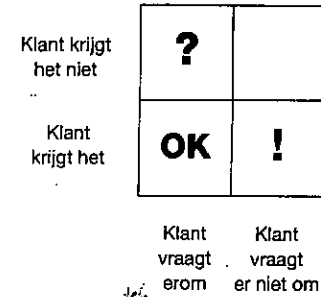 Klant krijgt
het niet
?
Klant
krijgt het
OK
!
Klant
vraagt
erom
Klant
vraagt
er niet om